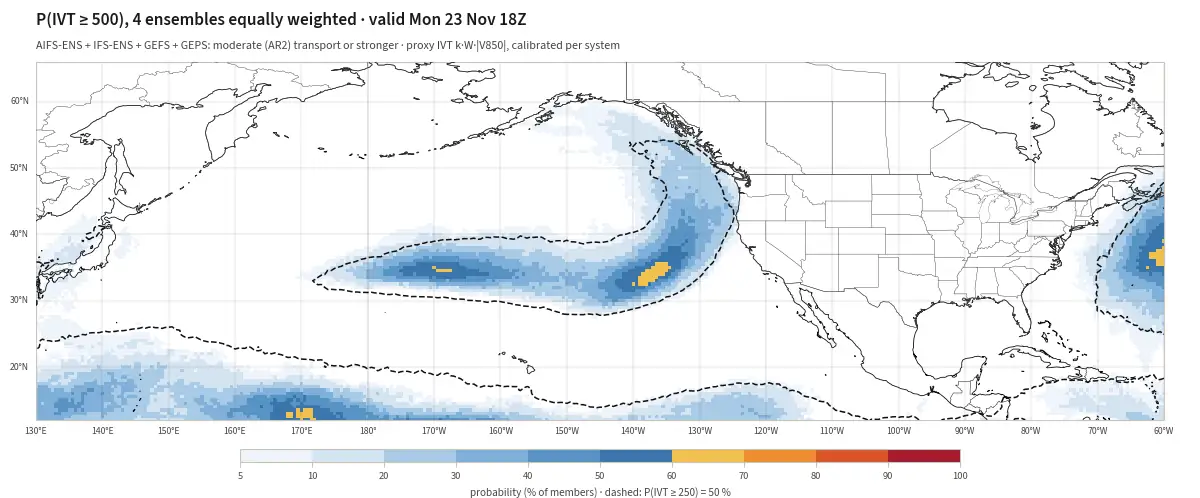 P(IVT ≥ 500), 4 ensembles equally weighted · valid Mon 23 Nov 18Z
AIFS-ENS + IFS-ENS + GEFS + GEPS: moderate (AR2) transport or stronger · proxy IVT k·W·|V850|, calibrated per system
60°N
50°N
40°N
30°N
20°N
130°E 140°E 150°E 160°E 170°E 180° 170°W 160°W 150°W 140°W 130°W 120°W 110°W 100°W 90°W 80°W 70°W 60°W
5 10 20 30 40 50 60 70 80 90 100
probability (% of members) · dashed: P(IVT ≥ 250) = 50 %